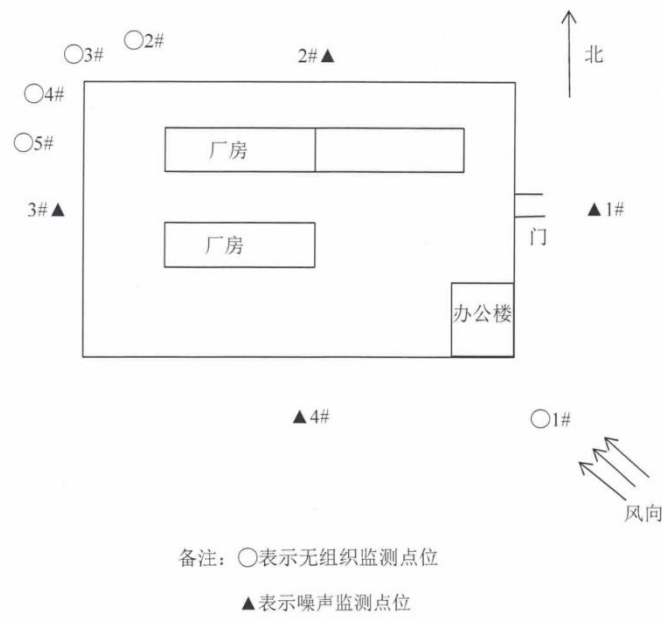 ○2#
○3#
2#▲
北
○4#
○5#
厂房
3#▲
▲1#
厂房
门
办公楼
▲4#
○1#
风向
备注：○表示无组织监测点位
▲表示噪声监测点位